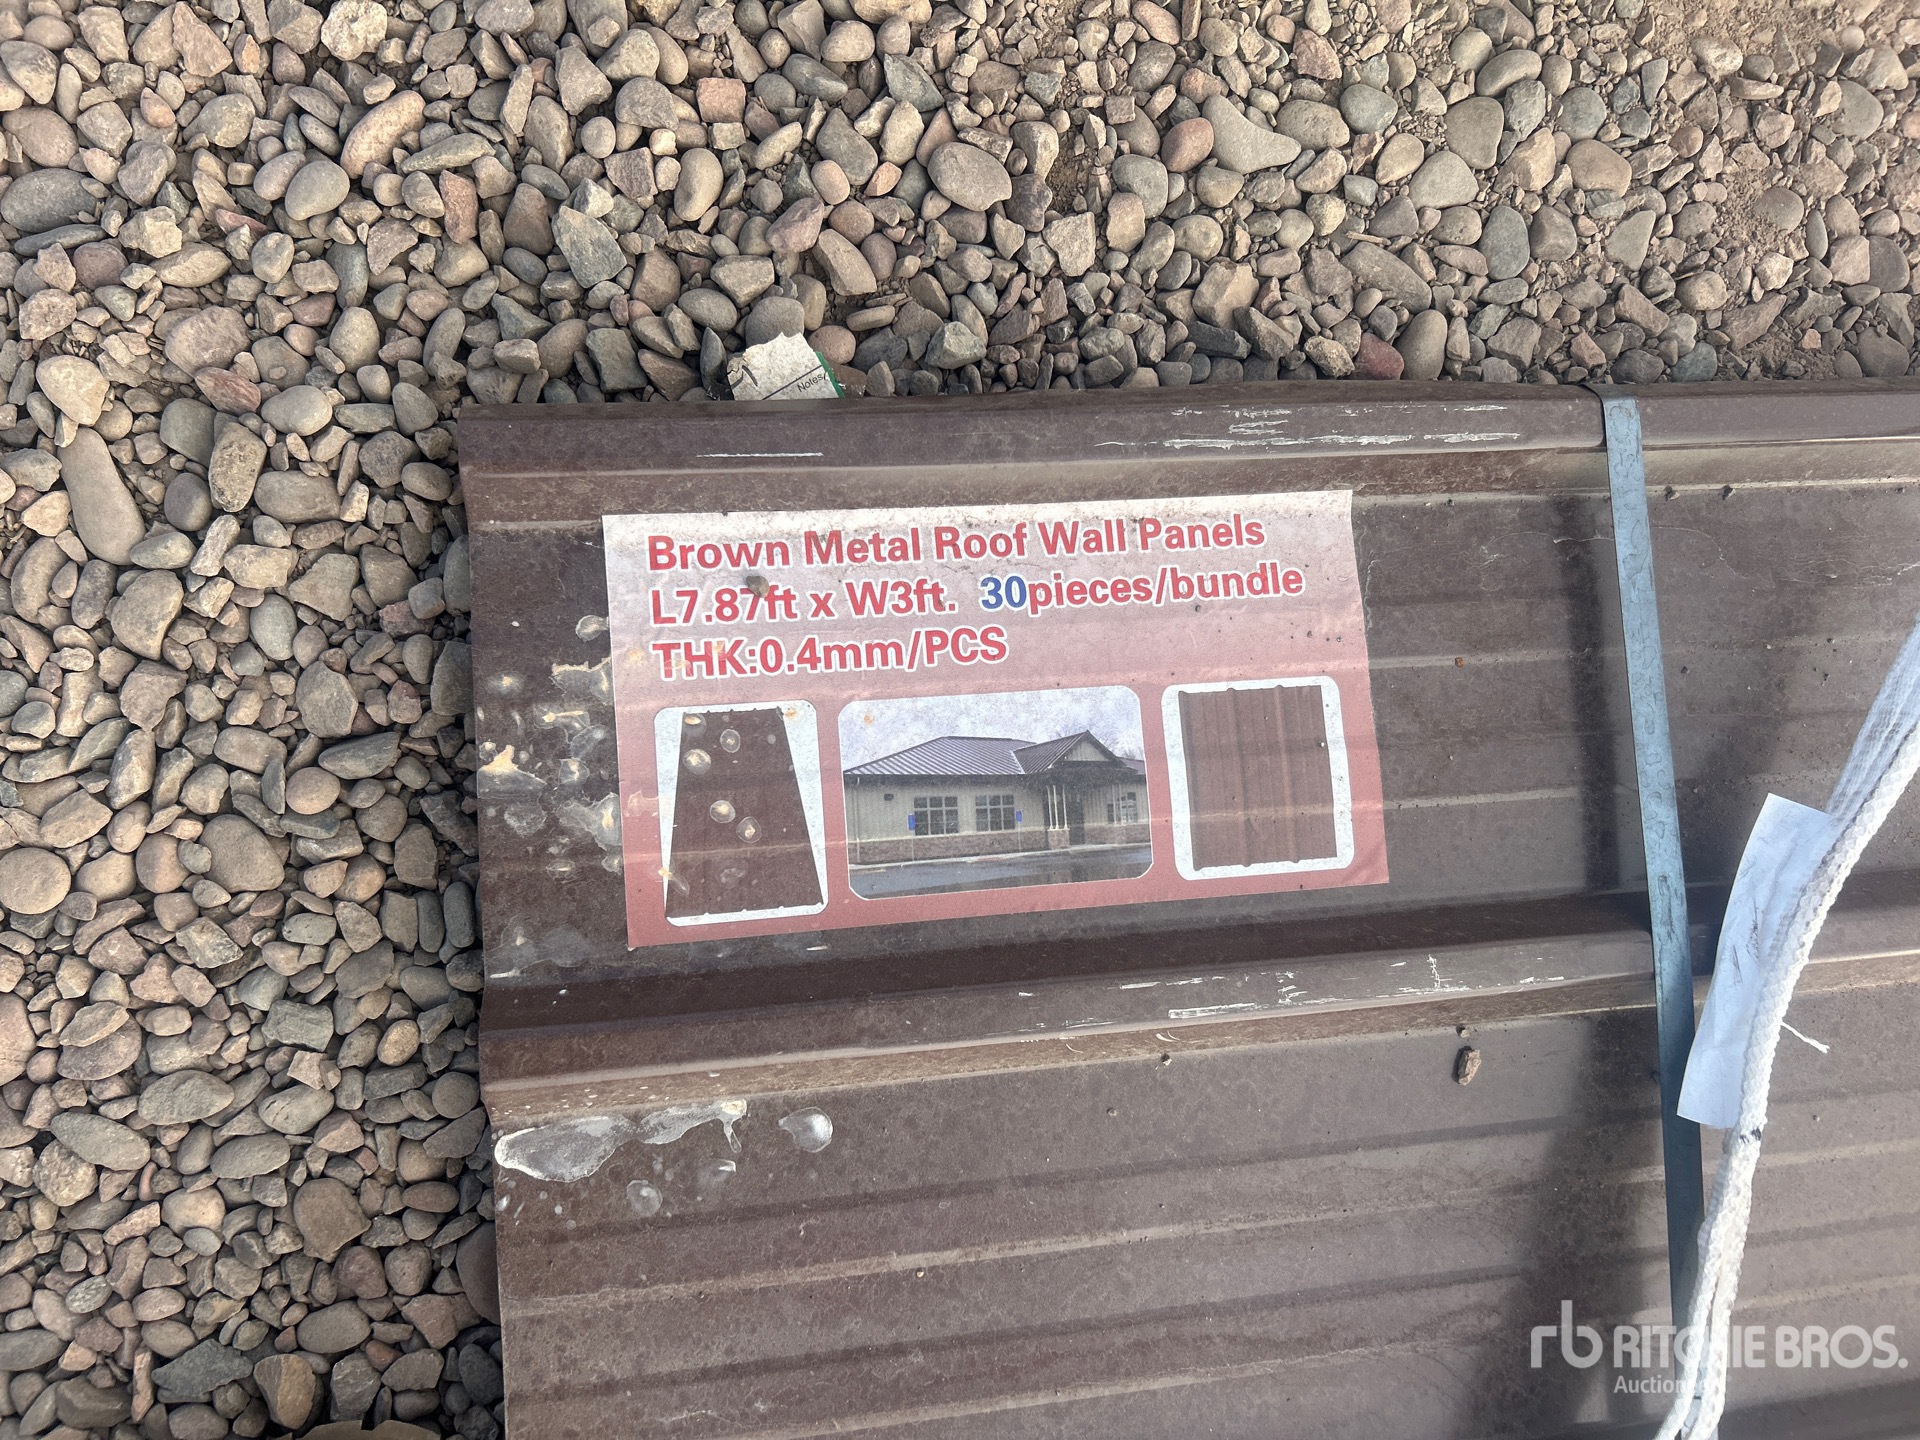 Notes:
Brown Metal Roof Wall Panels
L7.87ft x W3ft. 30pieces/bundle
THK:0.4mm/PCS
rb RITCHIE BROS.
Auctioneers